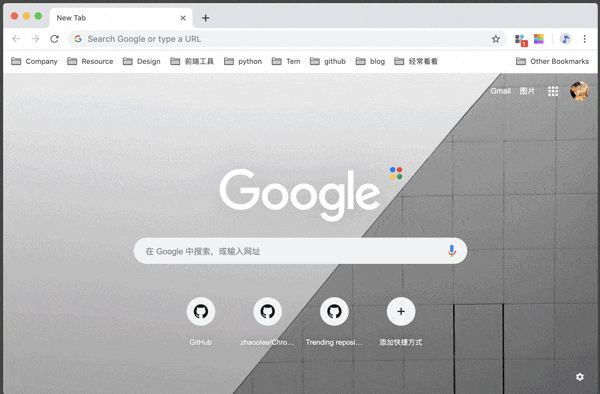 New Tab
Search Google or type a URL
1
Company Resource Design 前端工具 python Tem github blog 经常看看 Other Bookmarks
Gmail 图片
Google
在 Google 中搜索，或输入网址
GitHub zhaoolee/Chro... Trending reposi... 添加快捷方式